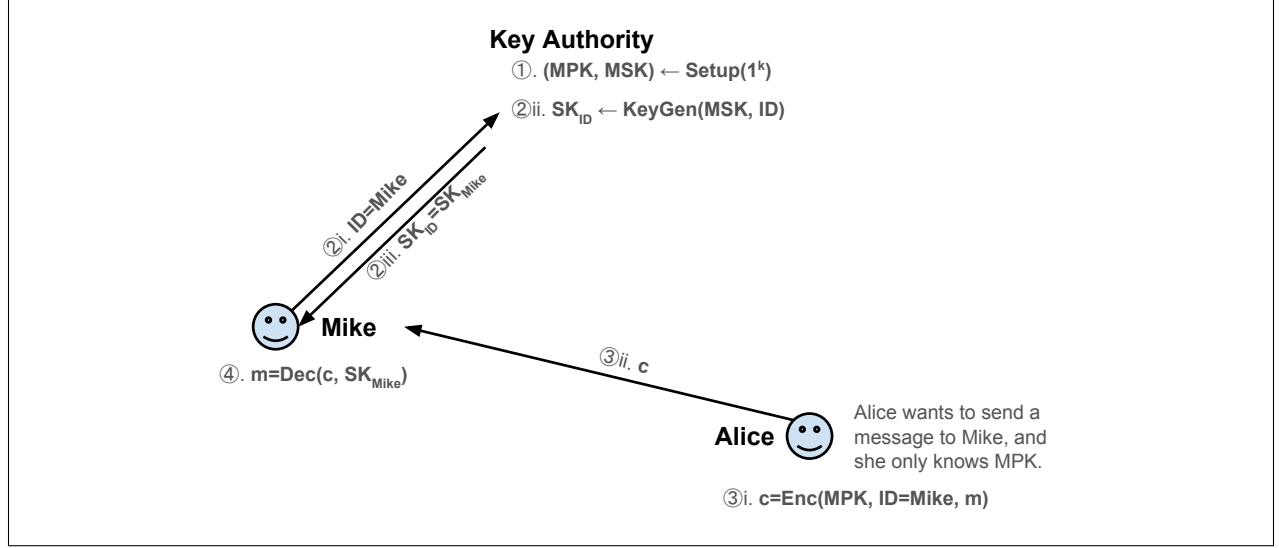 Key Authority
①. (MPK, MSK) ← Setup(1ᵏ)
②ii. SK_ID ← KeyGen(MSK, ID)
②i. ID=Mike
②iii. SK_ID=SK_Mike
Mike
④. m=Dec(c, SK_Mike)
③ii. c
Alice
Alice wants to send a
message to Mike, and
she only knows MPK.
③i. c=Enc(MPK, ID=Mike, m)